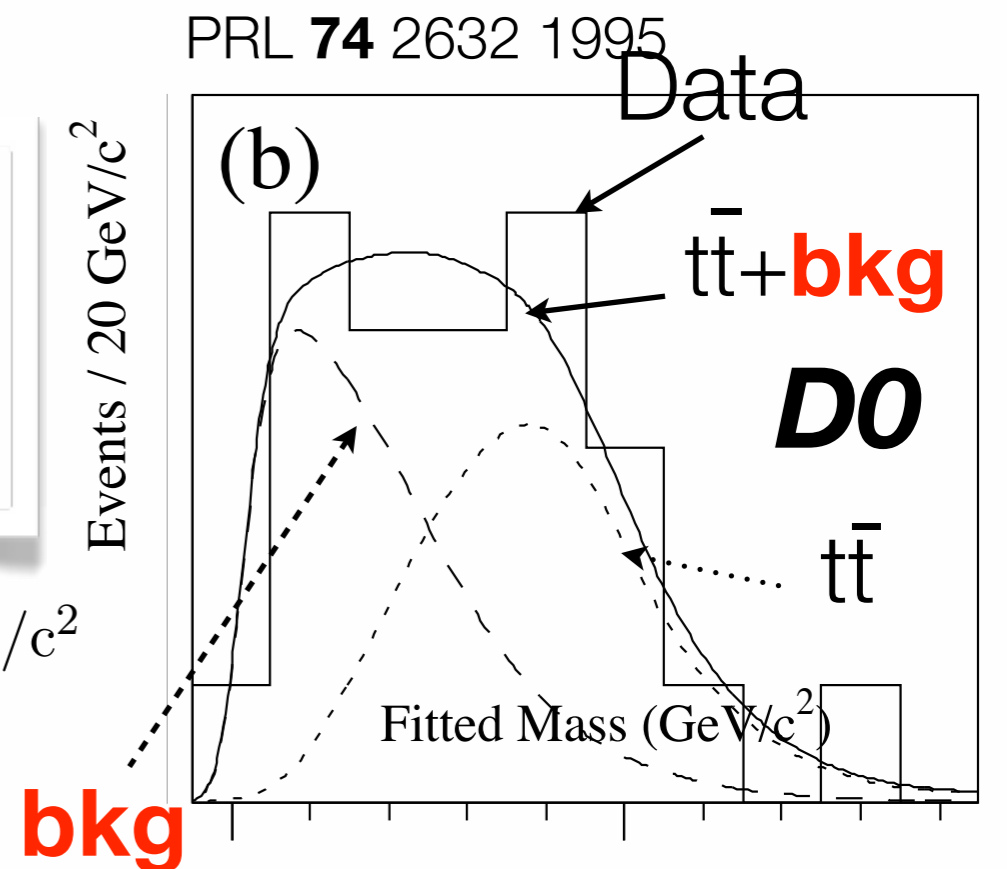 PRL 74 2632 1995
Data
(b)
Events / 20 GeV/c²
tt̄+bkg
D0
tt̄
/c²
Fitted Mass (GeV/c²)
bkg